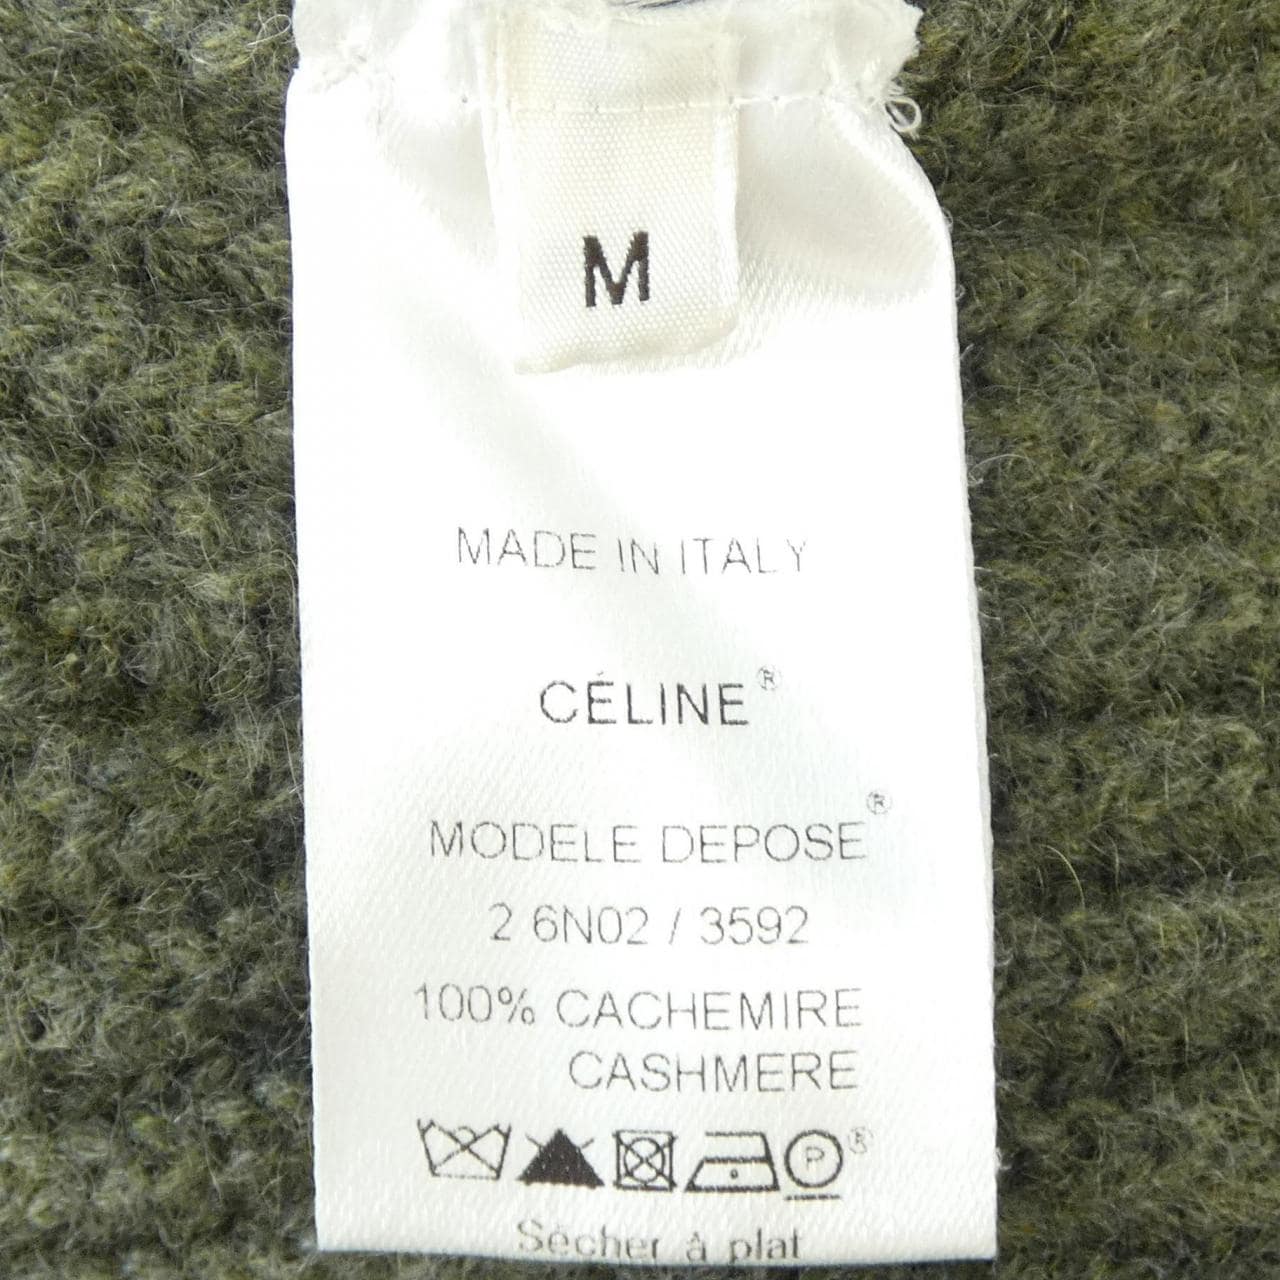 M
MADE IN ITALY
CÉLINE®
MODELE DEPOSE®
2 6N02 / 3592
100% CACHEMIRE
CASHMERE
P ®
Sécher à plat